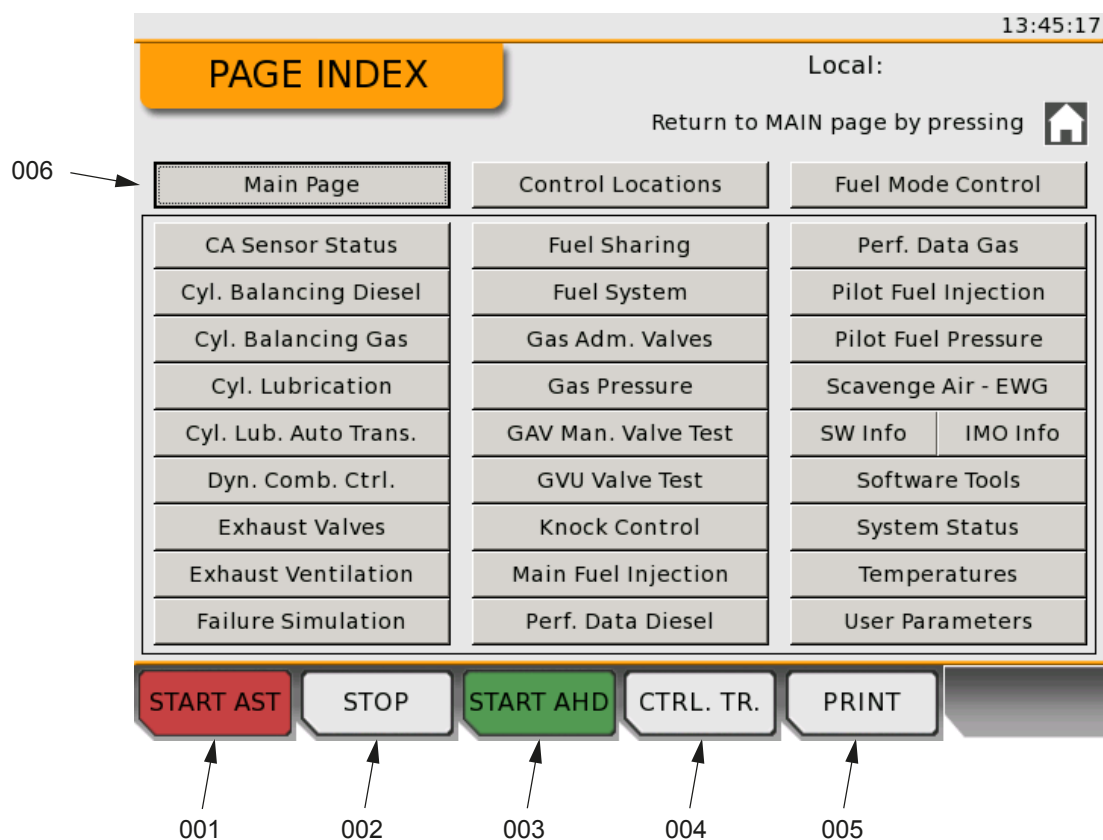 13:45:17
PAGE INDEX
Local:
Return to MAIN page by pressing
006
Main Page Control Locations Fuel Mode Control
CA Sensor Status Fuel Sharing Perf. Data Gas
Cyl. Balancing Diesel Fuel System Pilot Fuel Injection
Cyl. Balancing Gas Gas Adm. Valves Pilot Fuel Pressure
Cyl. Lubrication Gas Pressure Scavenge Air - EWG
Cyl. Lub. Auto Trans. GAV Man. Valve Test SW Info IMO Info
Dyn. Comb. Ctrl. GVU Valve Test Software Tools
Exhaust Valves Knock Control System Status
Exhaust Ventilation Main Fuel Injection Temperatures
Failure Simulation Perf. Data Diesel User Parameters
START AST STOP START AHD CTRL. TR. PRINT
001 002 003 004 005